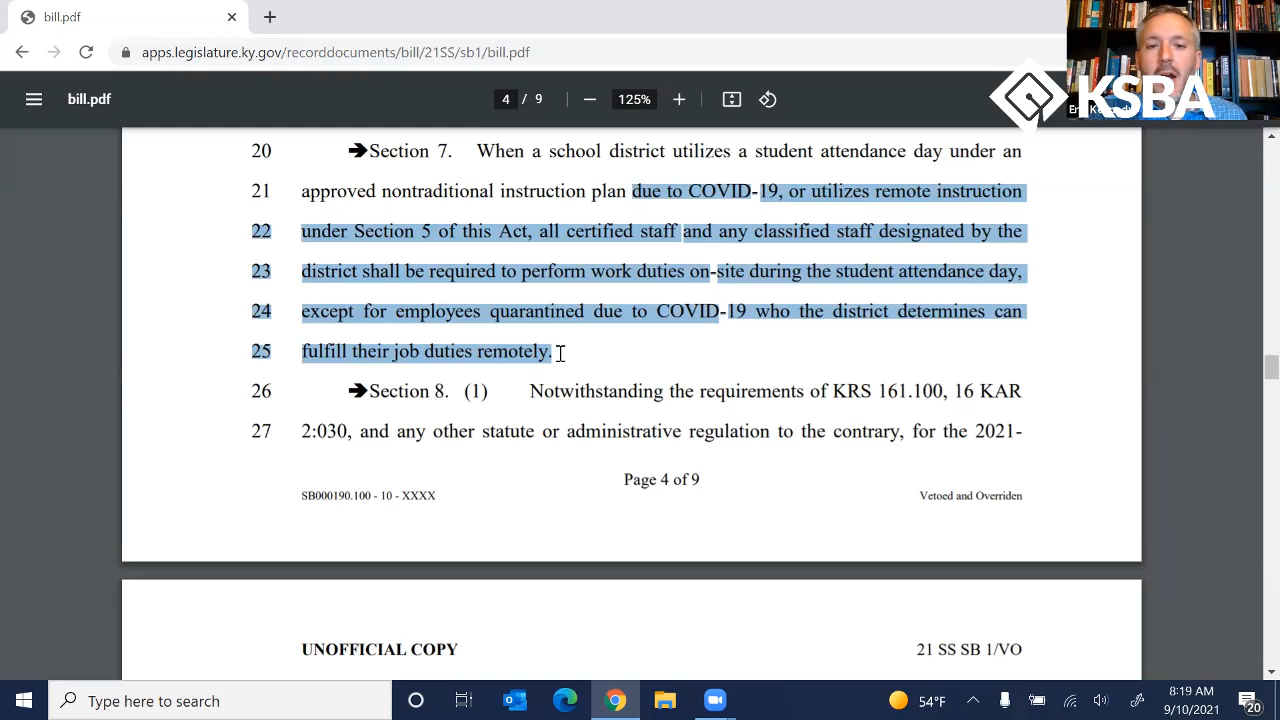 bill.pdf
apps.legislature.ky.gov/recorddocuments/bill/21SS/sb1/bill.pdf
bill.pdf
4 / 9
125%
KSBA
20 ➔Section 7. When a school district utilizes a student attendance day under an
21 approved nontraditional instruction plan due to COVID-19, or utilizes remote instruction
22 under Section 5 of this Act, all certified staff and any classified staff designated by the
23 district shall be required to perform work duties on-site during the student attendance day,
24 except for employees quarantined due to COVID-19 who the district determines can
25 fulfill their job duties remotely.
26 ➔Section 8. (1) Notwithstanding the requirements of KRS 161.100, 16 KAR
27 2:030, and any other statute or administrative regulation to the contrary, for the 2021-
Page 4 of 9
SB000190.100 - 10 - XXXX
Vetoed and Overriden
UNOFFICIAL COPY
21 SS SB 1/VO
Type here to search
54°F
8:19 AM
9/10/2021
20